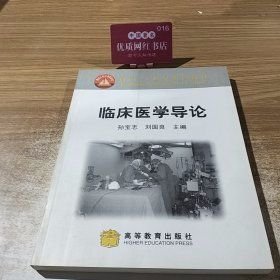 016
优质网红书店
临床医学导论
孙宝志 刘国良 主编
高等教育出版社
HIGHER EDUCATION PRESS